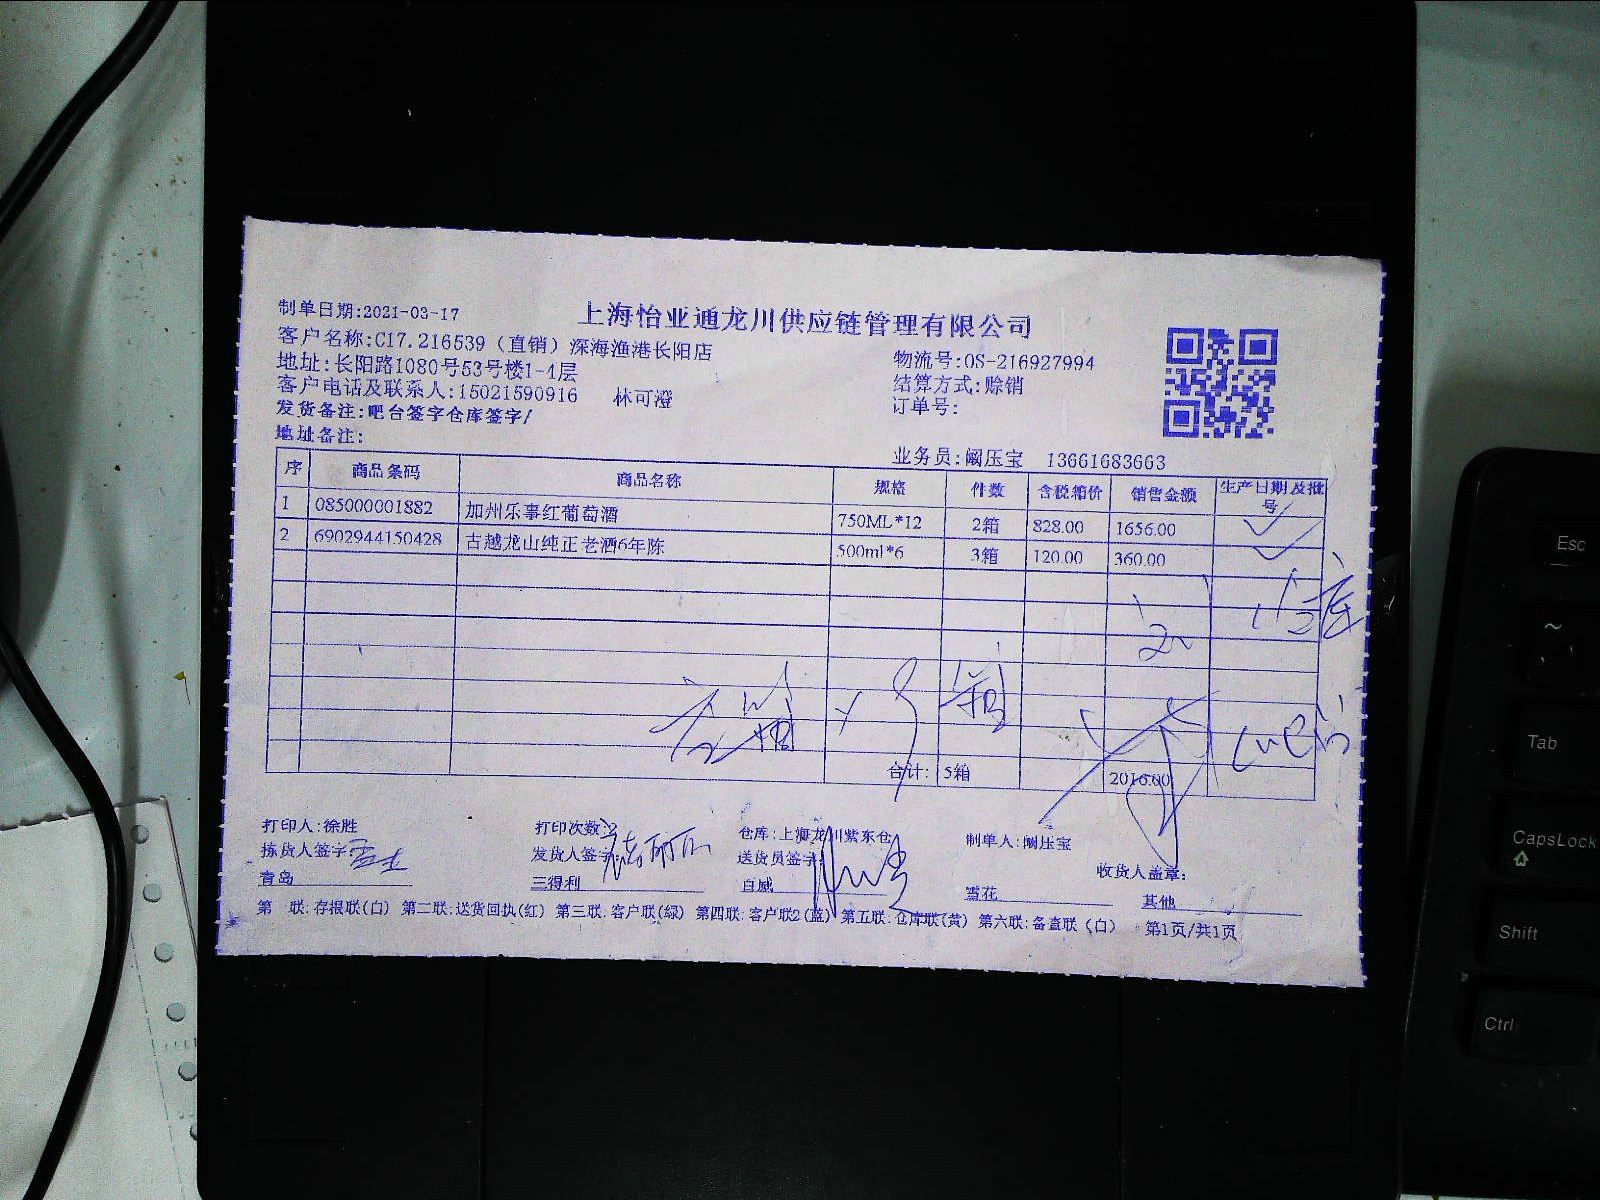 制单日期:2021-03-17
上海怡亚通龙川供应链管理有限公司
客户名称:C17.216539（直销）深海渔港长阳店
物流号:OS-216927994
地址:长阳路1080号53号楼1-4层
结算方式:赊销
客户电话及联系人:15021590916 林可澄
订单号:
发货备注:吧台签字仓库签字/
地址备注:
业务员:阚压宝 13661683663
序 商品条码 商品名称 规格 件数 含税箱价 销售金额 生产日期及批号
1 085000001882 加州乐事红葡萄酒 750ML*12 2箱 828.00 1656.00
2 6902944150428 古越龙山纯正老酒6年陈 500ml*6 3箱 120.00 360.00
合计: 5箱 2016.00
打印人:徐胜 打印次数:2 仓库:上海龙川紫东仓 制单人:阚压宝
拣货人签字: 发货人签字: 送货员签字: 收货人盖章:
青岛 三得利 百威 雪花 其他
第 联:存报联(白) 第二联:送货回执(红) 第三联:客户联(绿) 第四联:客户联2(蓝) 第五联:仓库联(黄) 第六联:备查联（白） 第1页/共1页
Esc
~
Tab
CapsLock
Shift
Ctrl